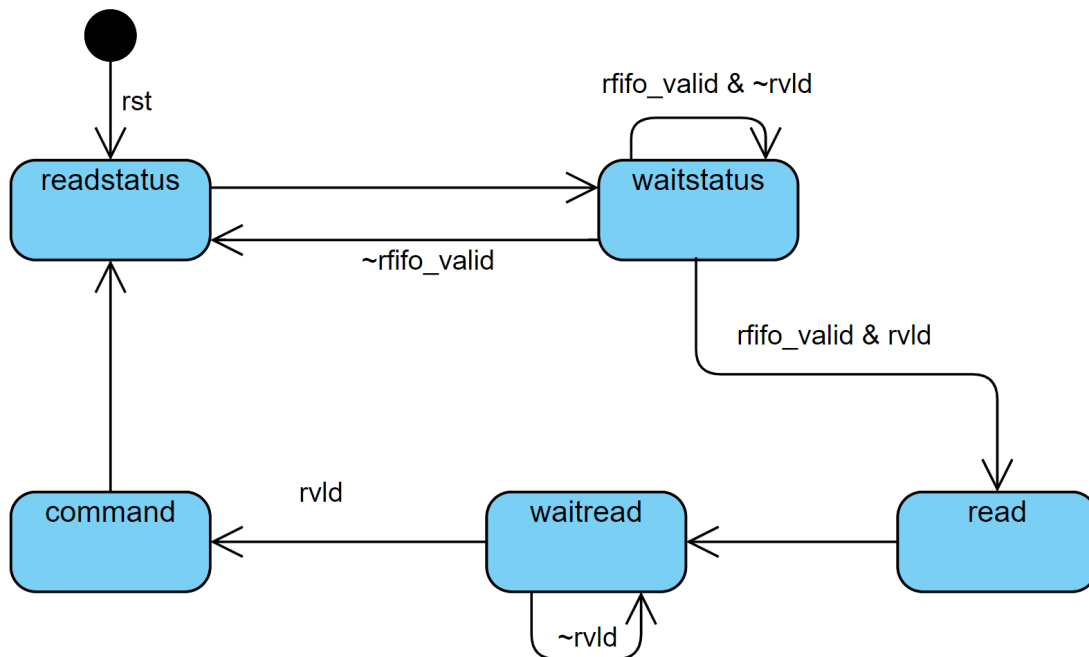 rfifo_valid & ~rvld
rst
readstatus
waitstatus
~rfifo_valid
rfifo_valid & rvld
rvld
command
waitread
read
~rvld